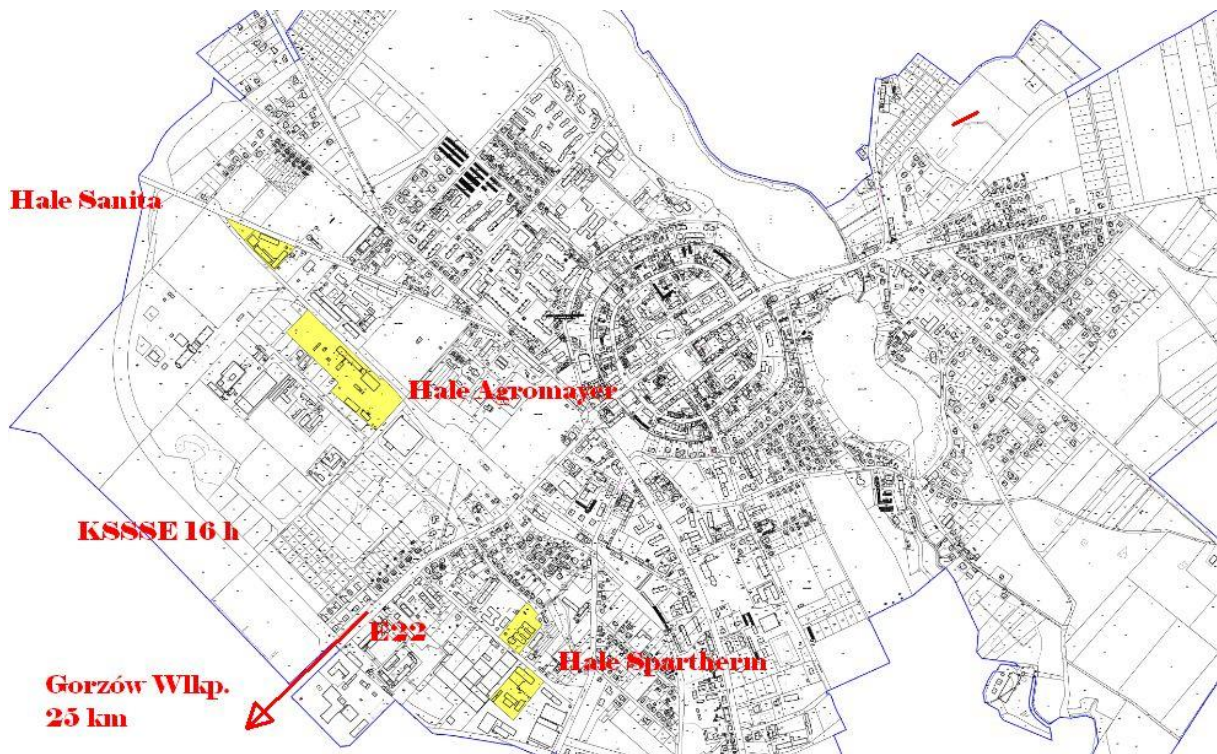 Hale Sanita
Hale Agromayer
KSSSE 16 h
E22
Hale Spartherm
Gorzów Wlkp.
25 km